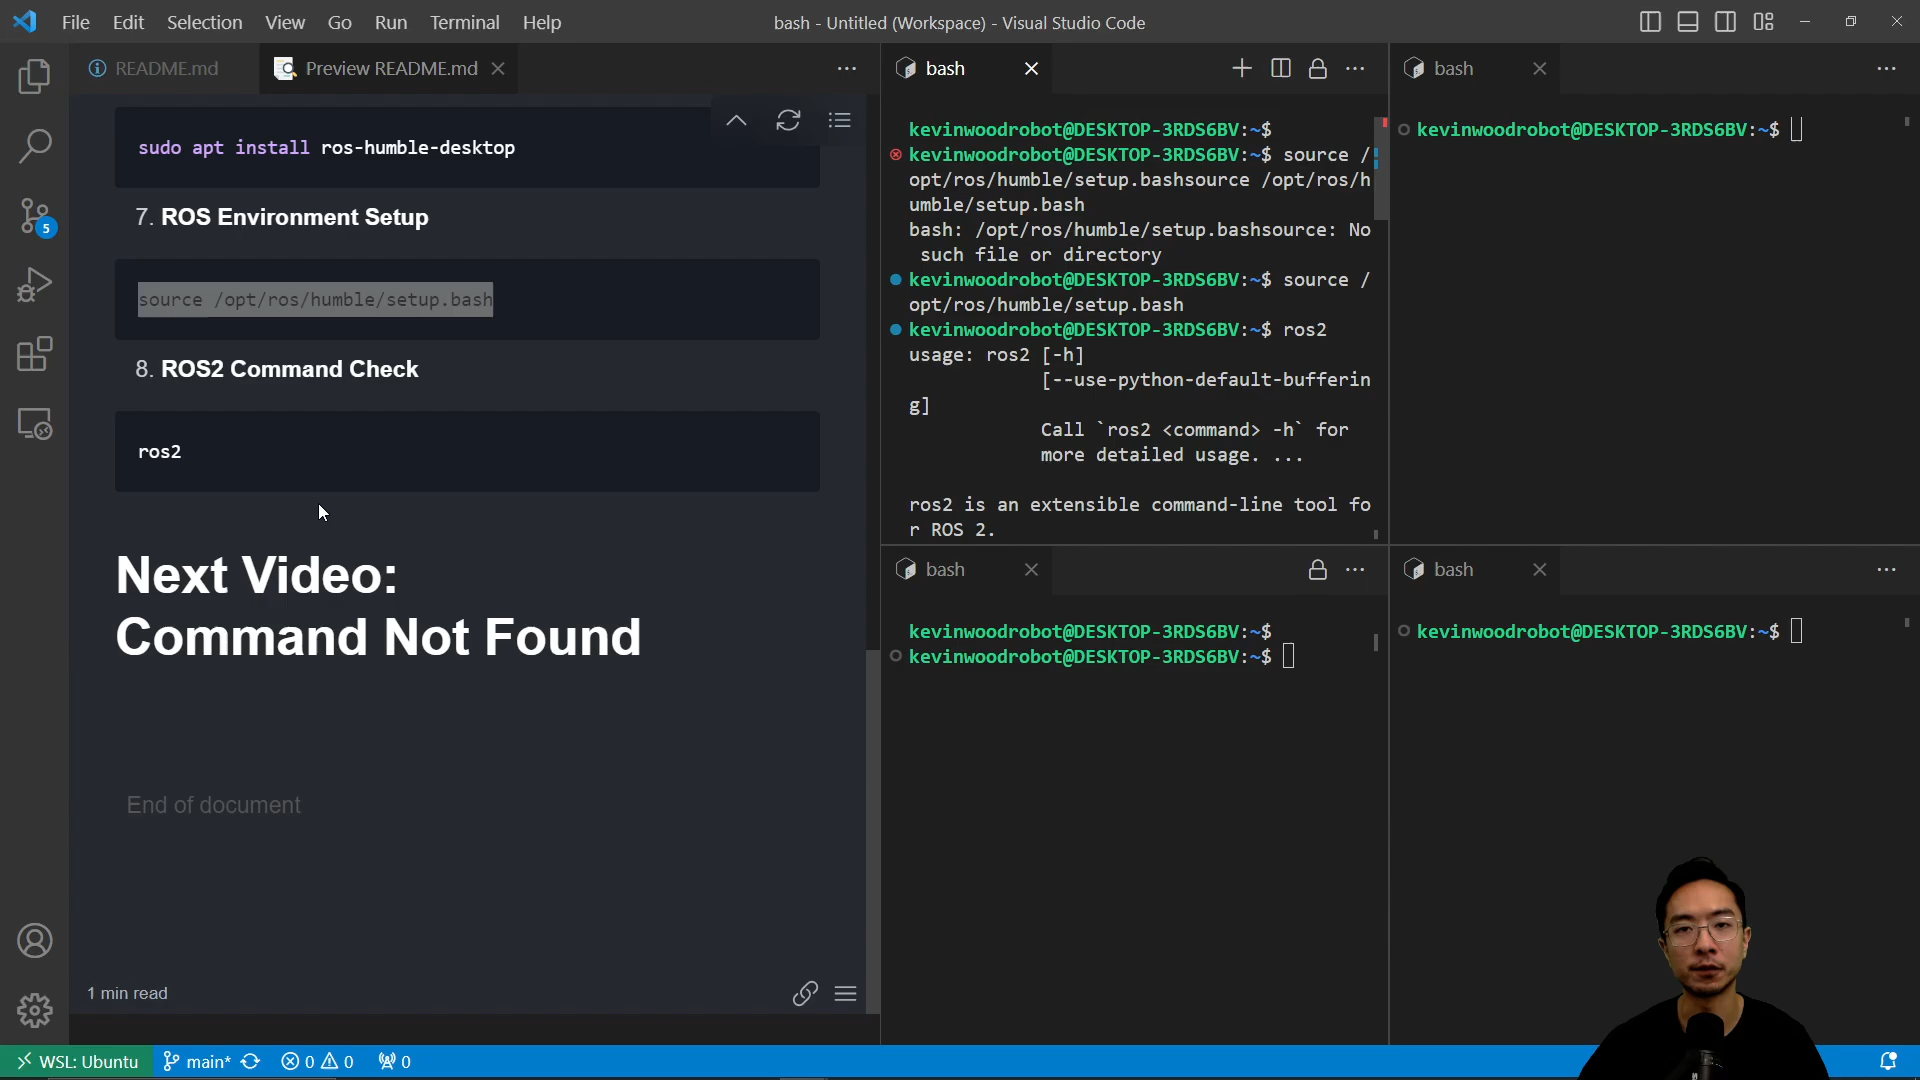 File Edit Selection View Go Run Terminal Help
bash - Untitled (Workspace) - Visual Studio Code
README.md
Preview README.md
sudo apt install ros-humble-desktop
7. ROS Environment Setup
source /opt/ros/humble/setup.bash
8. ROS2 Command Check
ros2
Next Video:
Command Not Found
End of document
1 min read
bash
kevinwoodrobot@DESKTOP-3RDS6BV:~$
kevinwoodrobot@DESKTOP-3RDS6BV:~$ source /
opt/ros/humble/setup.bashsource /opt/ros/h
umble/setup.bash
bash: /opt/ros/humble/setup.bashsource: No
such file or directory
kevinwoodrobot@DESKTOP-3RDS6BV:~$ source /
opt/ros/humble/setup.bash
kevinwoodrobot@DESKTOP-3RDS6BV:~$ ros2
usage: ros2 [-h]
[--use-python-default-bufferin
g]
Call `ros2 <command> -h` for
more detailed usage. ...
ros2 is an extensible command-line tool fo
r ROS 2.
bash
kevinwoodrobot@DESKTOP-3RDS6BV:~$
bash
kevinwoodrobot@DESKTOP-3RDS6BV:~$
kevinwoodrobot@DESKTOP-3RDS6BV:~$
bash
kevinwoodrobot@DESKTOP-3RDS6BV:~$
5
WSL: Ubuntu main* 0 0 0